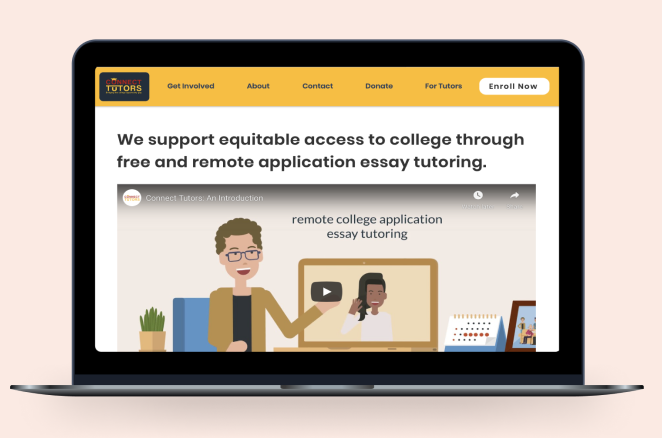 CONNECT
TUTORS
Get Involved
About
Contact
Donate
For Tutors
Enroll Now
We support equitable access to college through
free and remote application essay tutoring.
Connect Tutors: An Introduction
remote college application
essay tutoring